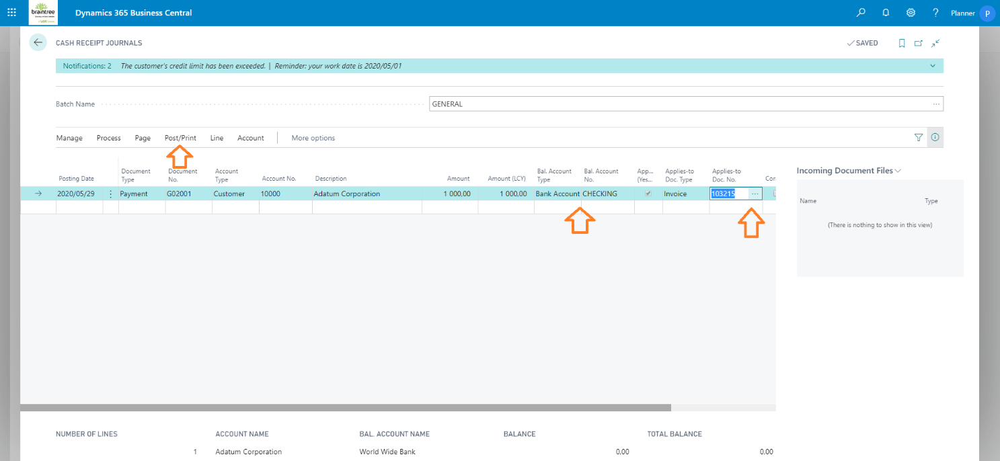 braintree
Dynamics 365 Business Central
Planner
P
CASH RECEIPT JOURNALS
SAVED
Notifications: 2 The customer's credit limit has been exceeded. | Reminder: your work date is 2020/05/01
Batch Name
GENERAL
Manage Process Page Post/Print Line Account More options
Posting Date Document Type Document No. Account Type Account No. Description Amount Amount (LCY) Bal. Account Type Bal. Account No. App... (Yes... Applies-to Doc. Type Applies-to Doc. No. Cor
2020/05/29 Payment G02001 Customer 10000 Adatum Corporation 1 000,00 1 000,00 Bank Account CHECKING Invoice 103215
Incoming Document Files
Name Type
(There is nothing to show in this view)
NUMBER OF LINES ACCOUNT NAME BAL. ACCOUNT NAME BALANCE TOTAL BALANCE
1 Adatum Corporation World Wide Bank 0,00 0,00